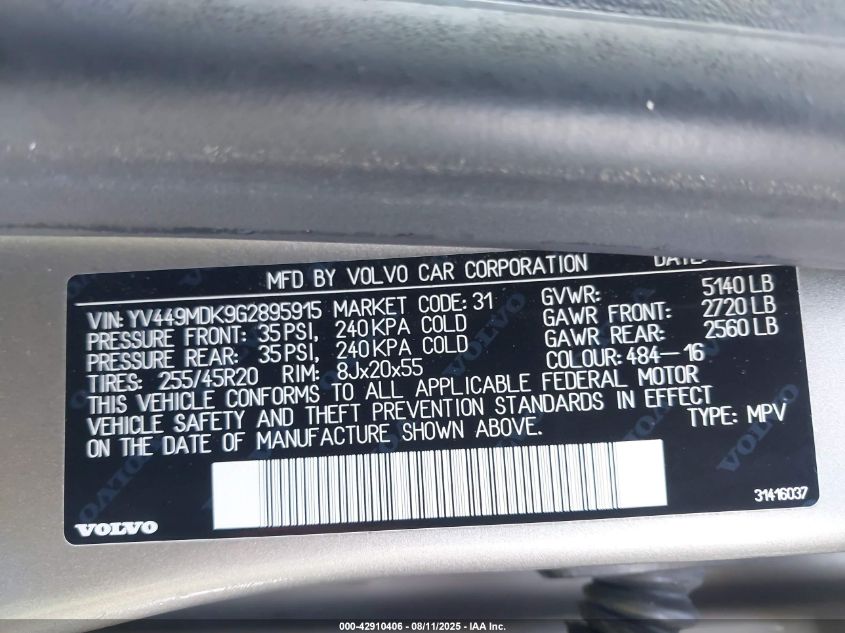 MFD BY VOLVO CAR CORPORATION
VIN: YV449MDK9G2895915 MARKET CODE: 31 GVWR: 5140 LB
PRESSURE FRONT: 35 PSI, 240 KPA COLD GAWR FRONT: 2720 LB
PRESSURE REAR: 35 PSI, 240 KPA COLD GAWR REAR: 2560 LB
TIRES: 255/45R20 RIM: 8Jx20x55 COLOUR: 484-16
THIS VEHICLE CONFORMS TO ALL APPLICABLE FEDERAL MOTOR
VEHICLE SAFETY AND THEFT PREVENTION STANDARDS IN EFFECT
ON THE DATE OF MANUFACTURE SHOWN ABOVE. TYPE: MPV
31416037
VOLVO
000-42910406 - 08/11/2025 - IAA Inc.